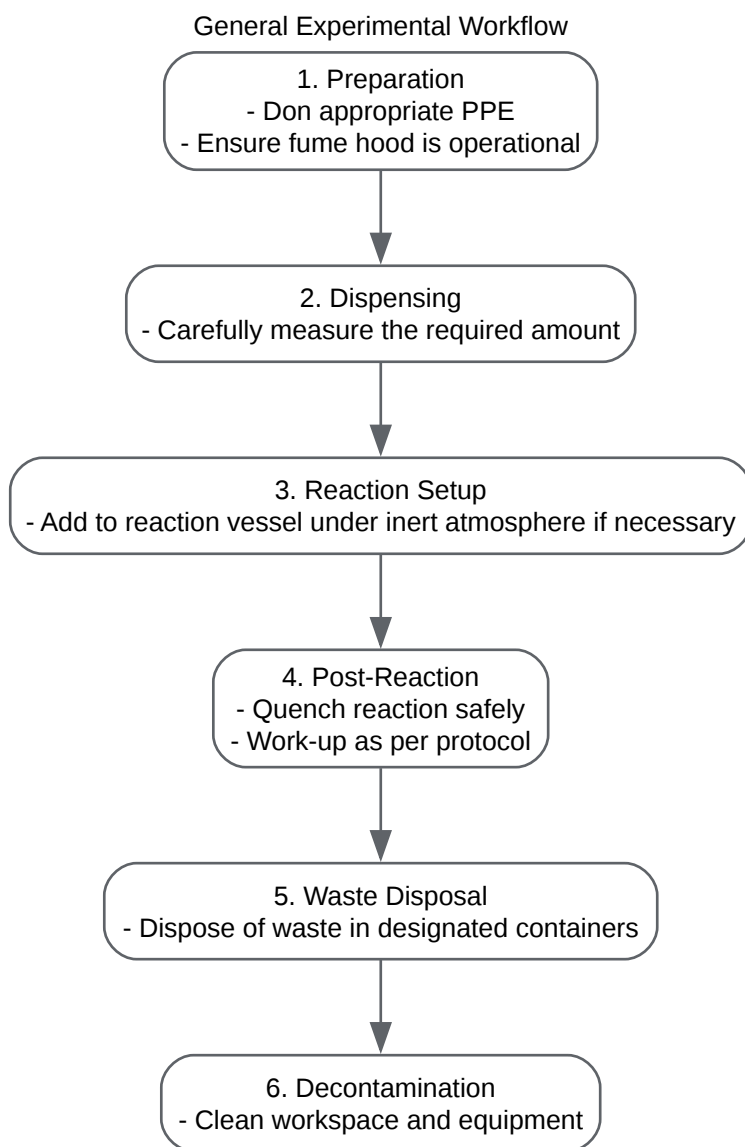 General Experimental Workflow
1. Preparation
- Don appropriate PPE
- Ensure fume hood is operational
2. Dispensing
- Carefully measure the required amount
3. Reaction Setup
- Add to reaction vessel under inert atmosphere if necessary
4. Post-Reaction
- Quench reaction safely
- Work-up as per protocol
5. Waste Disposal
- Dispose of waste in designated containers
6. Decontamination
- Clean workspace and equipment